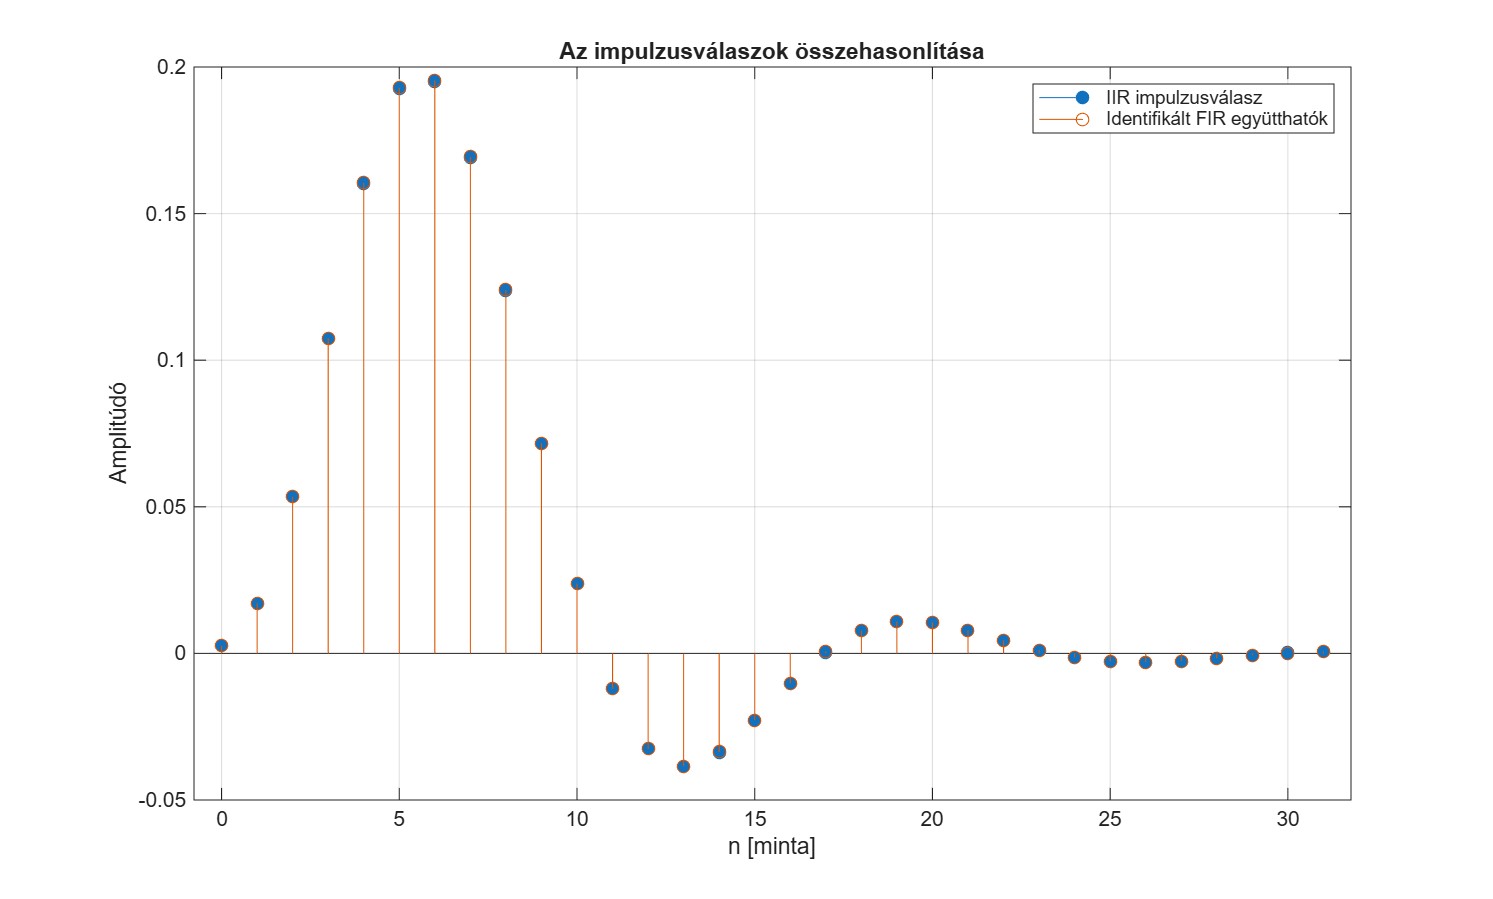 Az impulzusválaszok összehasonlítása
0.2
0.15
0.1
0.05
0
-0.05
Amplitúdó
IIR impulzusválasz
Identifikált FIR együtthatók
0 5 10 15 20 25 30
n [minta]